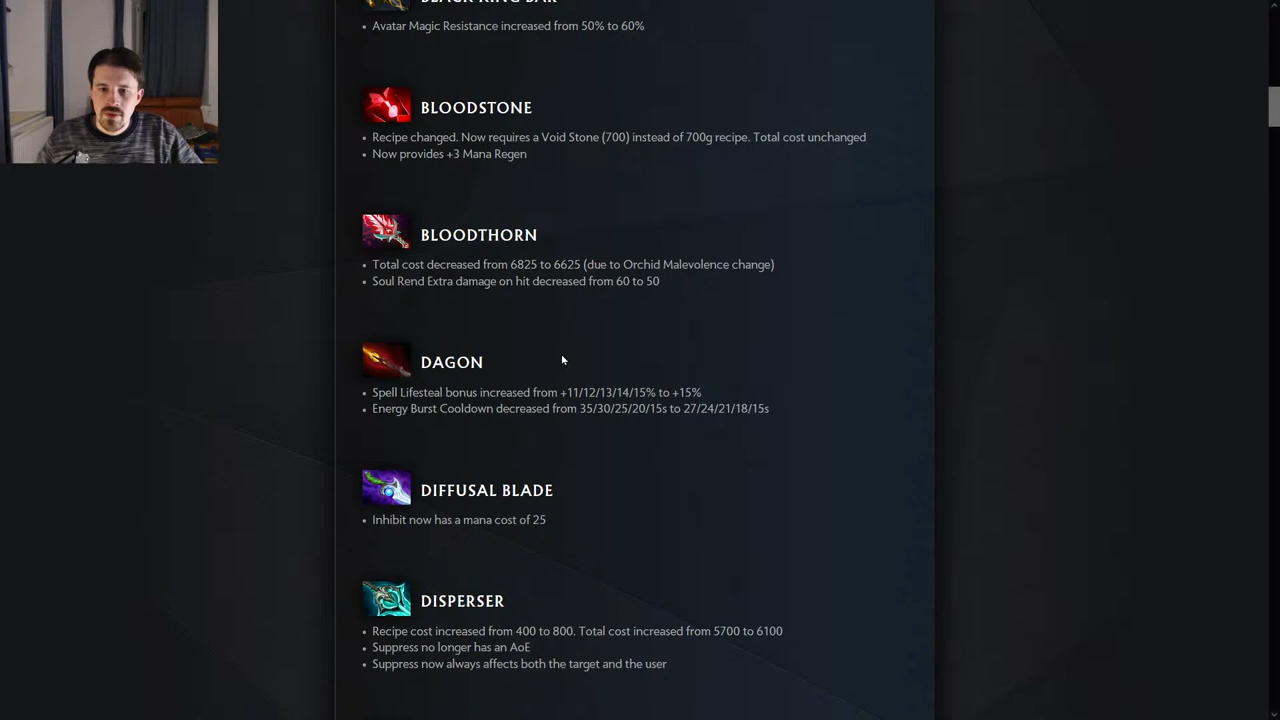 BLACK KING BAR
• Avatar Magic Resistance increased from 50% to 60%
BLOODSTONE
• Recipe changed. Now requires a Void Stone (700) instead of 700g recipe. Total cost unchanged
• Now provides +3 Mana Regen
BLOODTHORN
• Total cost decreased from 6825 to 6625 (due to Orchid Malevolence change)
• Soul Rend Extra damage on hit decreased from 60 to 50
DAGON
• Spell Lifesteal bonus increased from +11/12/13/14/15% to +15%
• Energy Burst Cooldown decreased from 35/30/25/20/15s to 27/24/21/18/15s
DIFFUSAL BLADE
• Inhibit now has a mana cost of 25
DISPERSER
• Recipe cost increased from 400 to 800. Total cost increased from 5700 to 6100
• Suppress no longer has an AoE
• Suppress now always affects both the target and the user